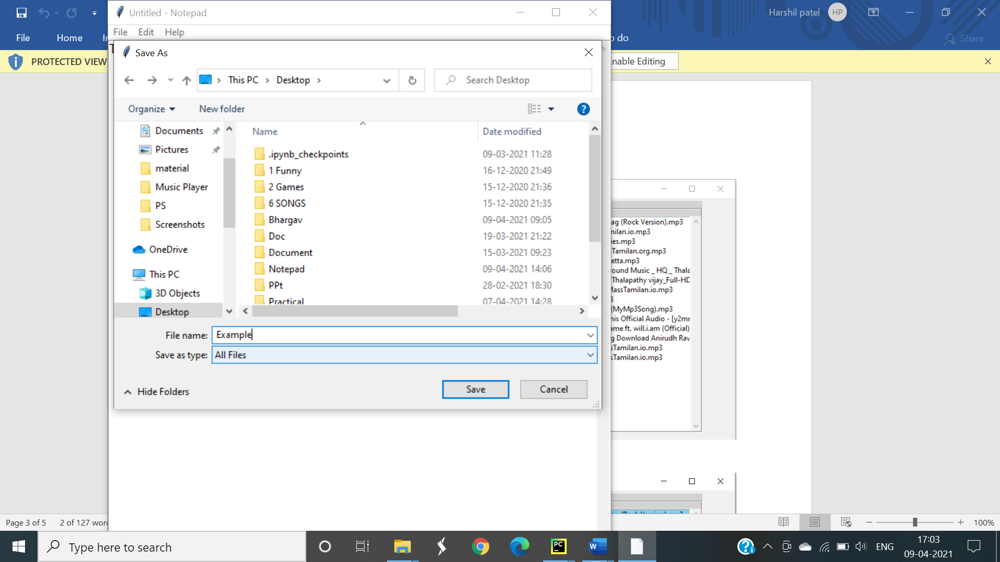 Untitled - Notepad
Harshil patel HP
File Home
File Edit Help
o do
Share
PROTECTED VIEW
Enable Editing
Save As
This PC > Desktop >
Search Desktop
Organize New folder
?
Documents
Pictures
material
Music Player
PS
Screenshots
OneDrive
This PC
3D Objects
Desktop
Name Date modified
.ipynb_checkpoints 09-03-2021 11:28
1 Funny 16-12-2020 21:49
2 Games 15-12-2020 21:36
6 SONGS 15-12-2020 21:35
Bhargav 09-04-2021 09:05
Doc 19-03-2021 21:22
Document 15-03-2021 09:23
Notepad 09-04-2021 14:06
PPt 28-02-2021 18:30
Practical 07-04-2021 14:28
File name: Example
Save as type: All Files
Hide Folders
Save Cancel
ag (Rock Version).mp3
milan.io.mp3
ies.mp3
sTamilan.org.mp3
etta.mp3
ound Music _ HQ _ Thala
Thalapathy vijay_Full-HD
MassTamilan.io.mp3
3
(MyMp3Song).mp3
his Official Audio - [y2m
ame ft. will.i.am (Official)
g Download Anirudh Rav
sTamilan.io.mp3
sTamilan.io.mp3
Page 3 of 5 2 of 127 word
100%
Type here to search
PC
W
ENG
17:03
09-04-2021